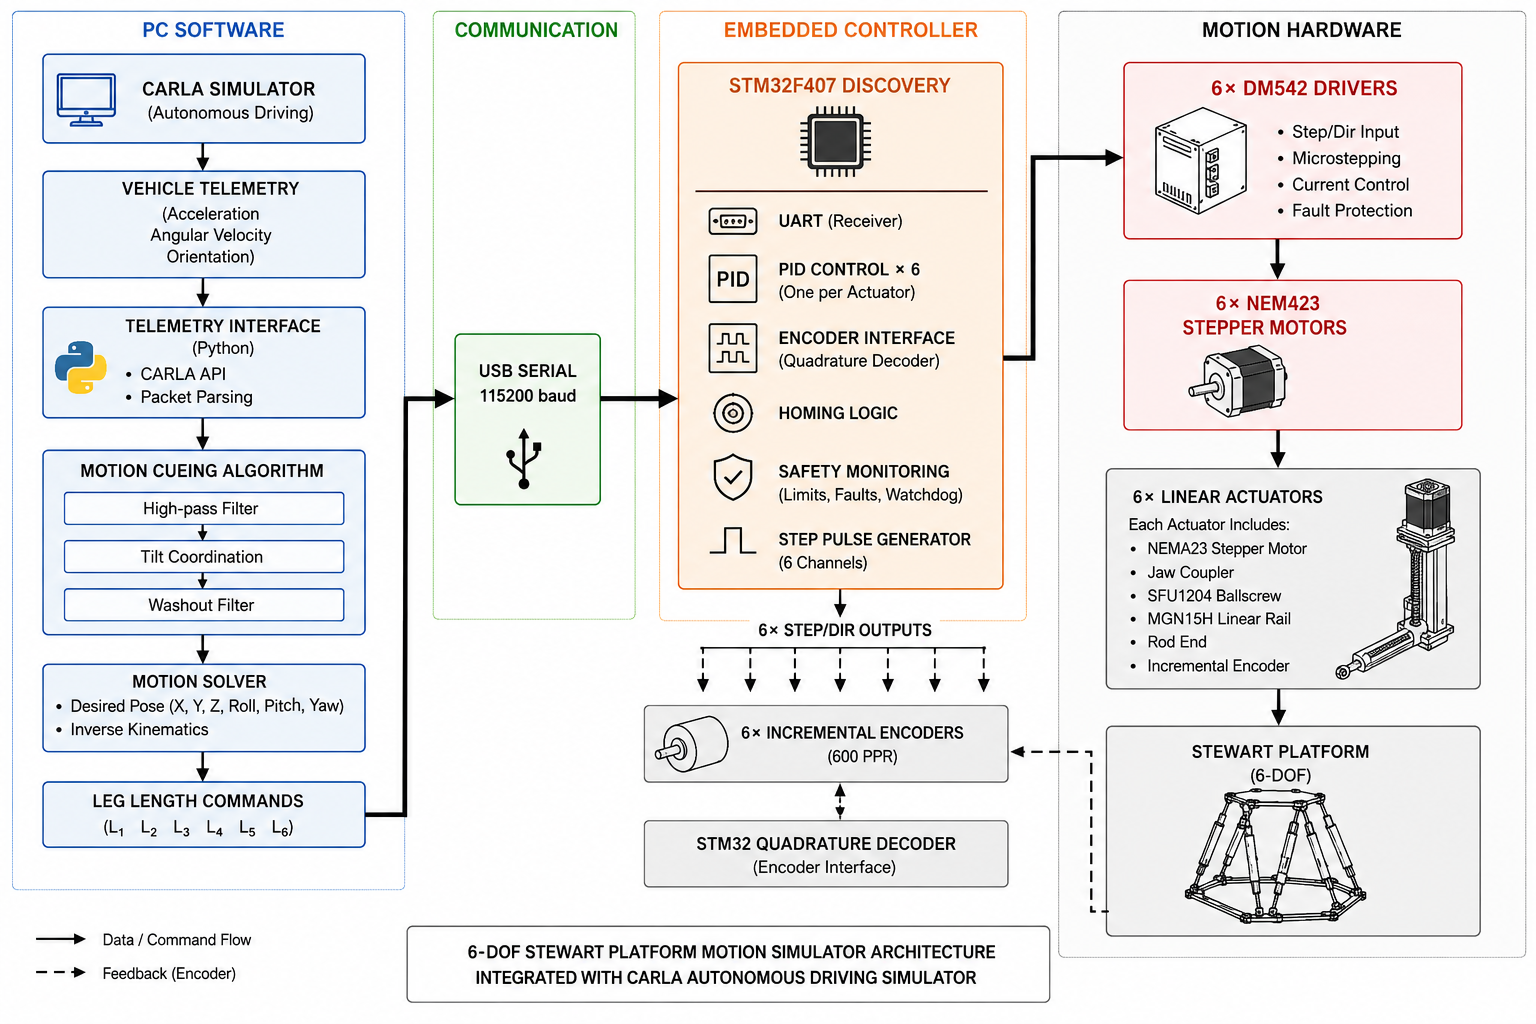 PC SOFTWARE
CARLA SIMULATOR
(Autonomous Driving)
VEHICLE TELEMETRY
(Acceleration
Angular Velocity
Orientation)
TELEMETRY INTERFACE
(Python)
• CARLA API
• Packet Parsing
MOTION CUEING ALGORITHM
High-pass Filter
Tilt Coordination
Washout Filter
MOTION SOLVER
• Desired Pose (X, Y, Z, Roll, Pitch, Yaw)
• Inverse Kinematics
LEG LENGTH COMMANDS
(L₁ L₂ L₃ L₄ L₅ L₆)
COMMUNICATION
USB SERIAL
115200 baud
EMBEDDED CONTROLLER
STM32F407 DISCOVERY
UART (Receiver)
PID
PID CONTROL × 6
(One per Actuator)
ENCODER INTERFACE
(Quadrature Decoder)
HOMING LOGIC
SAFETY MONITORING
(Limits, Faults, Watchdog)
STEP PULSE GENERATOR
(6 Channels)
6× STEP/DIR OUTPUTS
6× INCREMENTAL ENCODERS
(600 PPR)
STM32 QUADRATURE DECODER
(Encoder Interface)
MOTION HARDWARE
6× DM542 DRIVERS
• Step/Dir Input
• Microstepping
• Current Control
• Fault Protection
6× NEM423
STEPPER MOTORS
6× LINEAR ACTUATORS
Each Actuator Includes:
• NEMA23 Stepper Motor
• Jaw Coupler
• SFU1204 Ballscrew
• MGN15H Linear Rail
• Rod End
• Incremental Encoder
STEWART PLATFORM
(6-DOF)
Data / Command Flow
Feedback (Encoder)
6-DOF STEWART PLATFORM MOTION SIMULATOR ARCHITECTURE
INTEGRATED WITH CARLA AUTONOMOUS DRIVING SIMULATOR